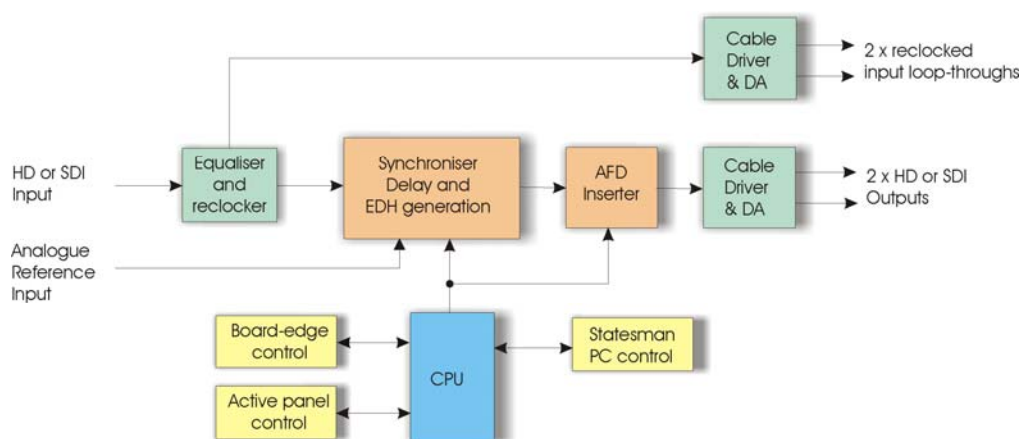 Cable
Driver
& DA
2 x reclocked
input loop-throughs
HD or SDI
Input
Equaliser
and
reclocker
Synchroniser
Delay and
EDH generation
AFD
Inserter
Cable
Driver
& DA
2 x HD or SDI
Outputs
Analogue
Reference
Input
Board-edge
control
CPU
Statesman
PC control
Active panel
control